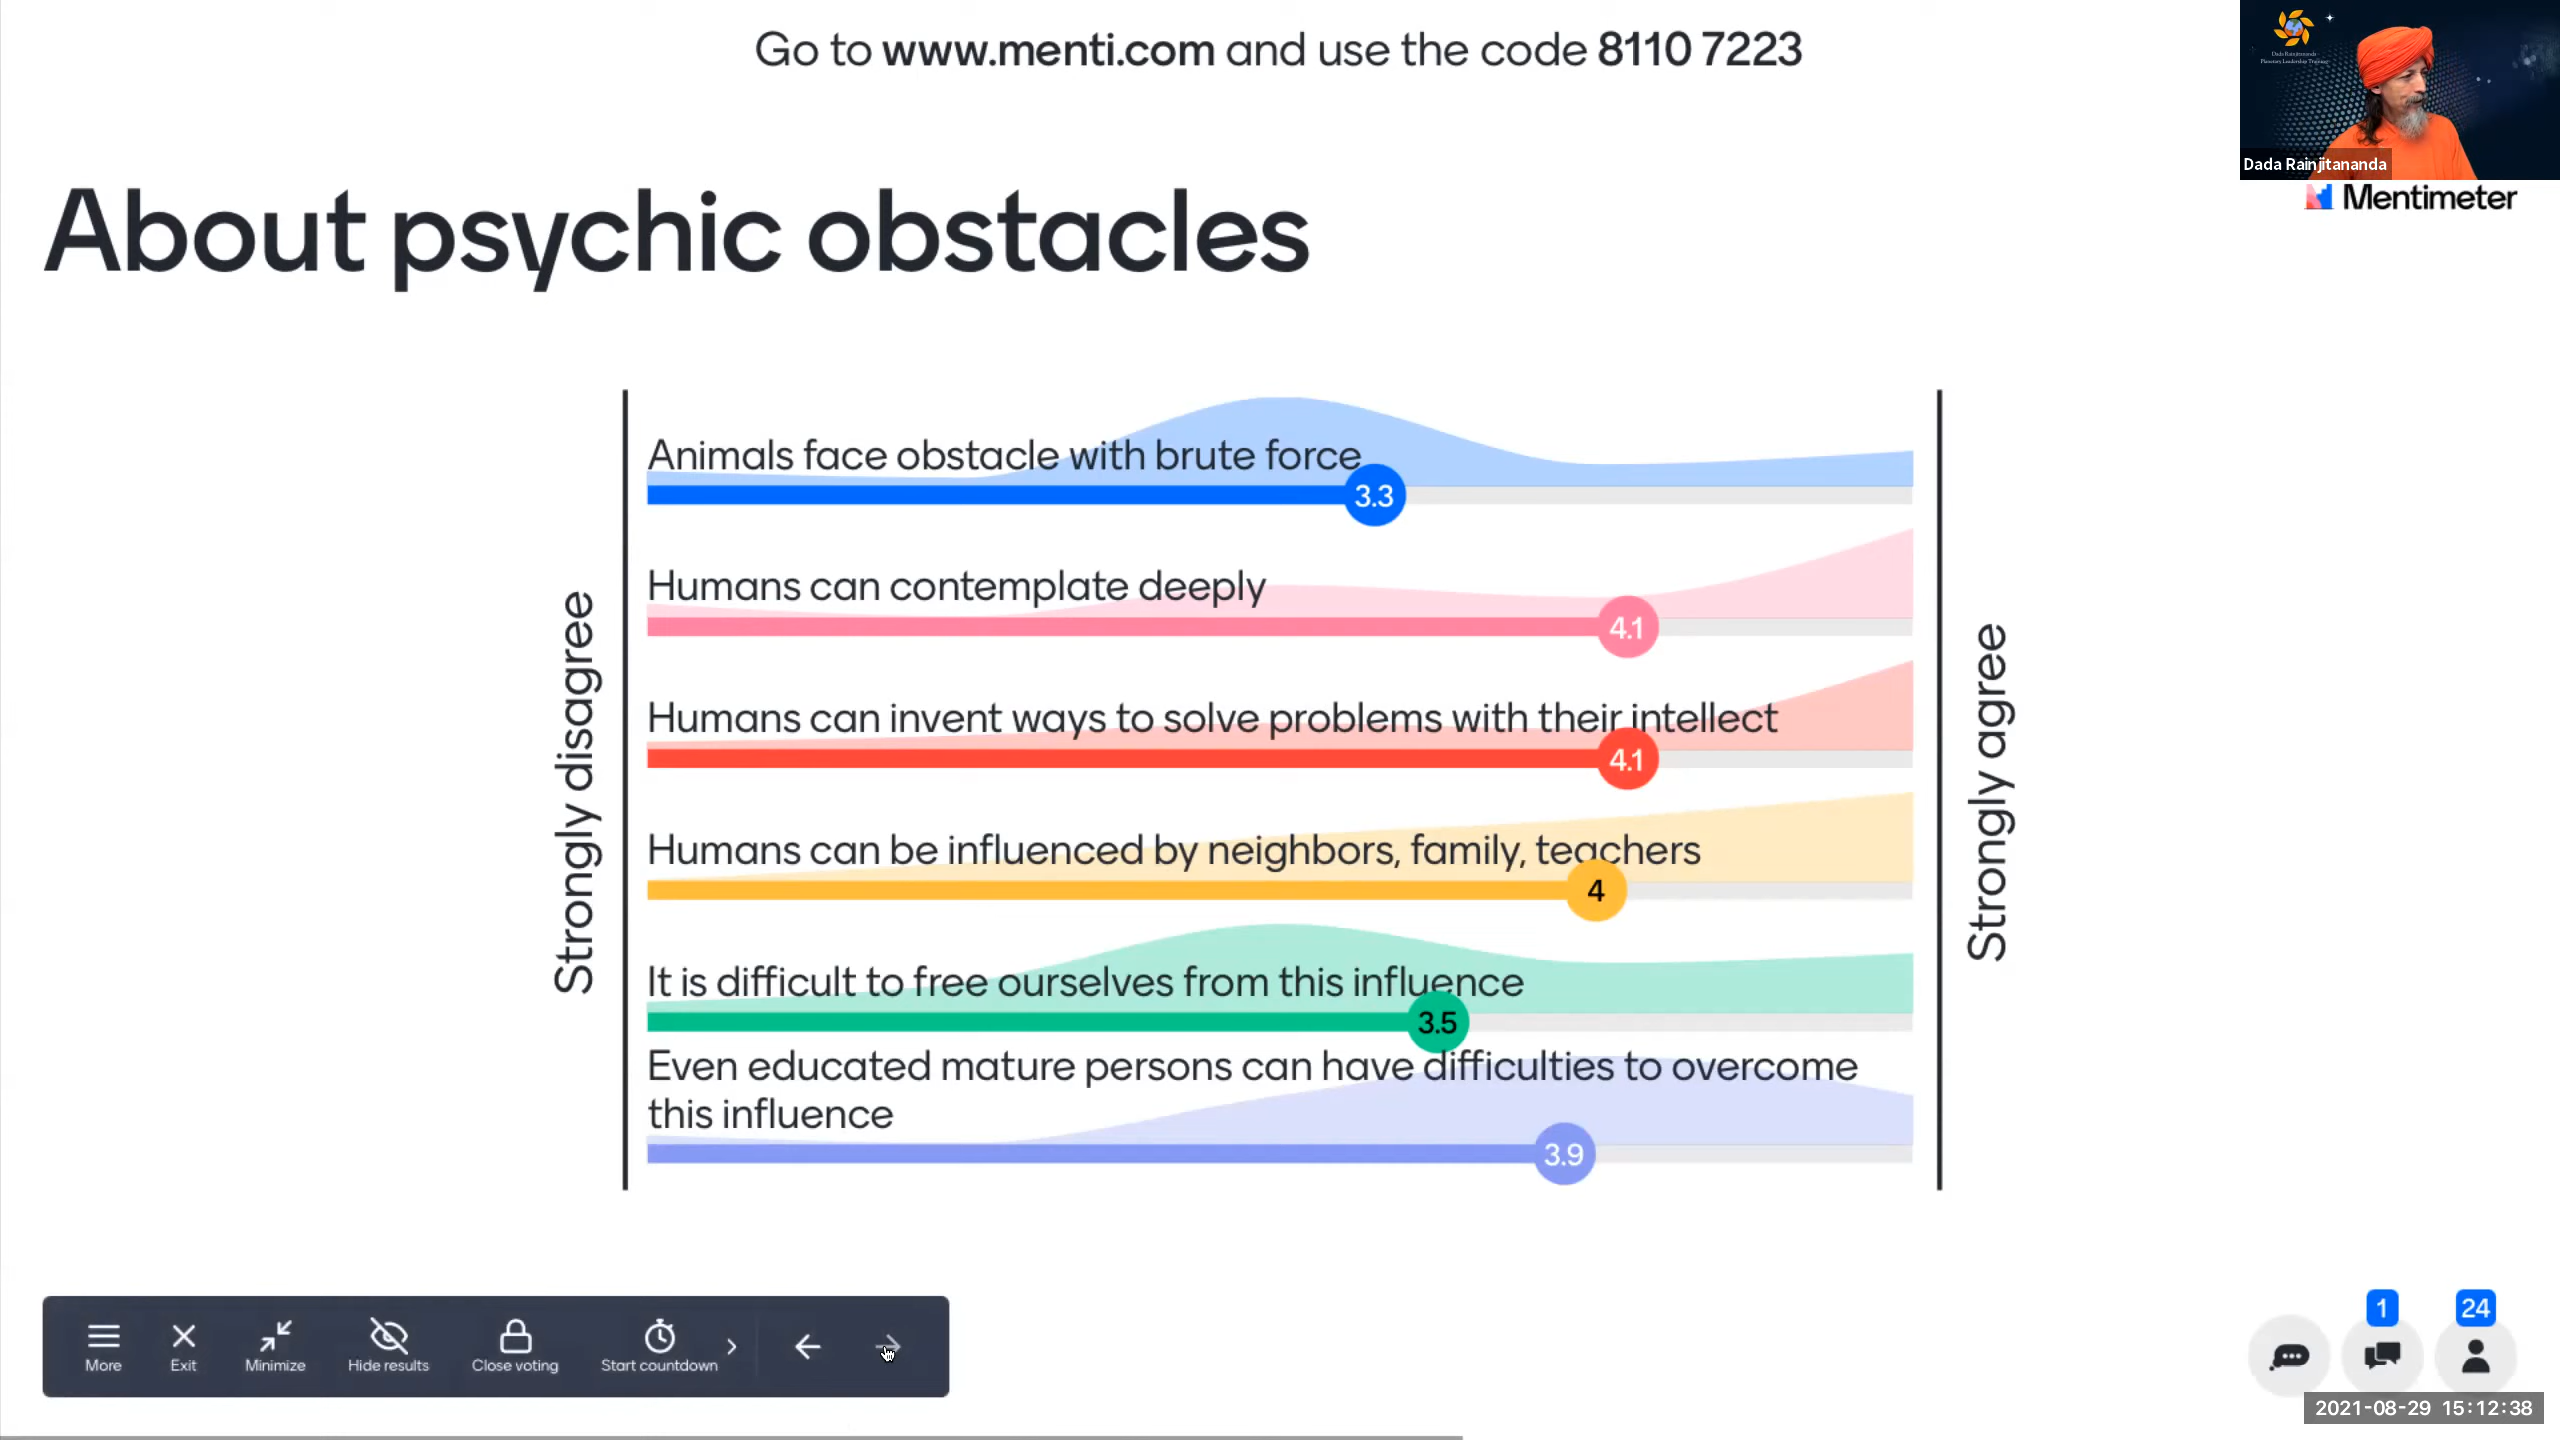 Go to www.menti.com and use the code 8110 7223
Dada Rainjitananda
Planetary Leadership Training
Dada Rainjitananda
Mentimeter
About psychic obstacles
Strongly disagree
Animals face obstacle with brute force
3.3
Humans can contemplate deeply
4.1
Humans can invent ways to solve problems with their intellect
4.1
Humans can be influenced by neighbors, family, teachers
4
It is difficult to free ourselves from this influence
3.5
Even educated mature persons can have difficulties to overcome
this influence
3.9
Strongly agree
More
Exit
Minimize
Hide results
Close voting
Start countdown
1
24
2021-08-29 15:12:38